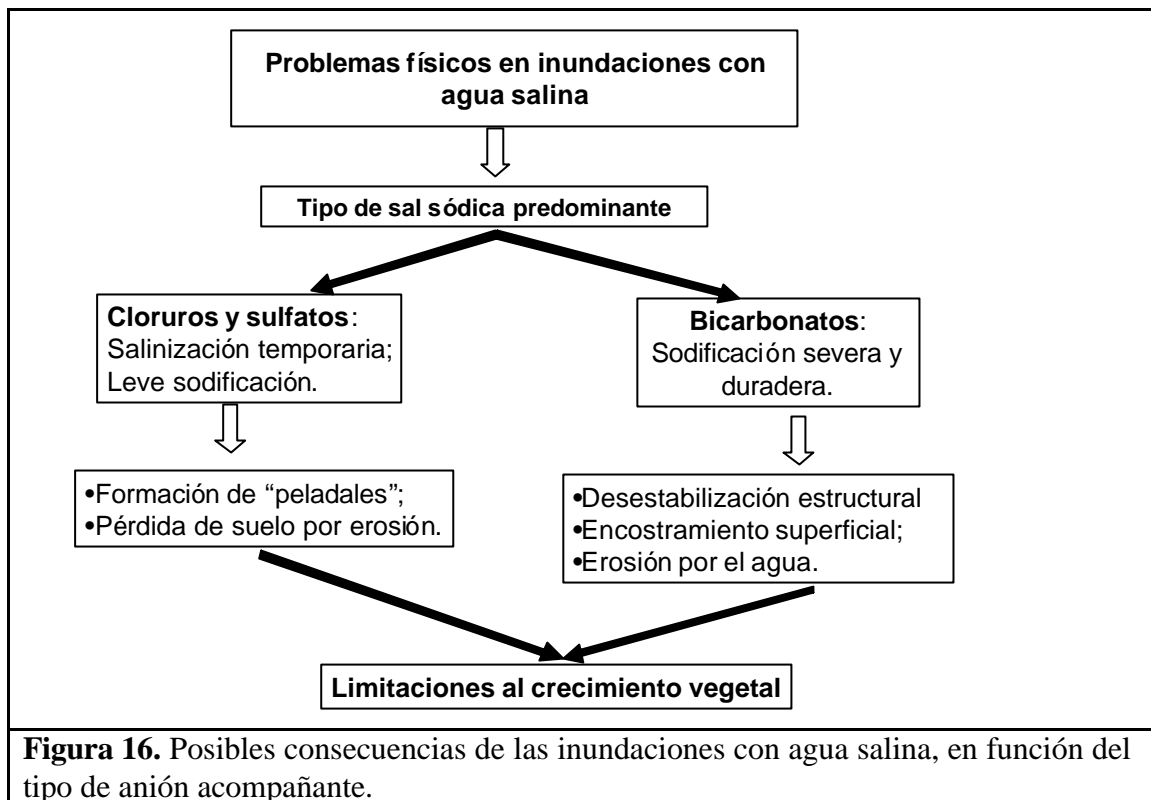 Problemas físicos en inundaciones con
agua salina
Tipo de sal sódica predominante
Cloruros y sulfatos:
Salinización temporaria;
Leve sodificación.
Bicarbonatos:
Sodificación severa y
duradera.
•Formación de “peladales”;
•Pérdida de suelo por erosión.
•Desestabilización estructural
•Encostramiento superficial;
•Erosión por el agua.
Limitaciones al crecimiento vegetal
Figura 16. Posibles consecuencias de las inundaciones con agua salina, en función del
tipo de anión acompañante.